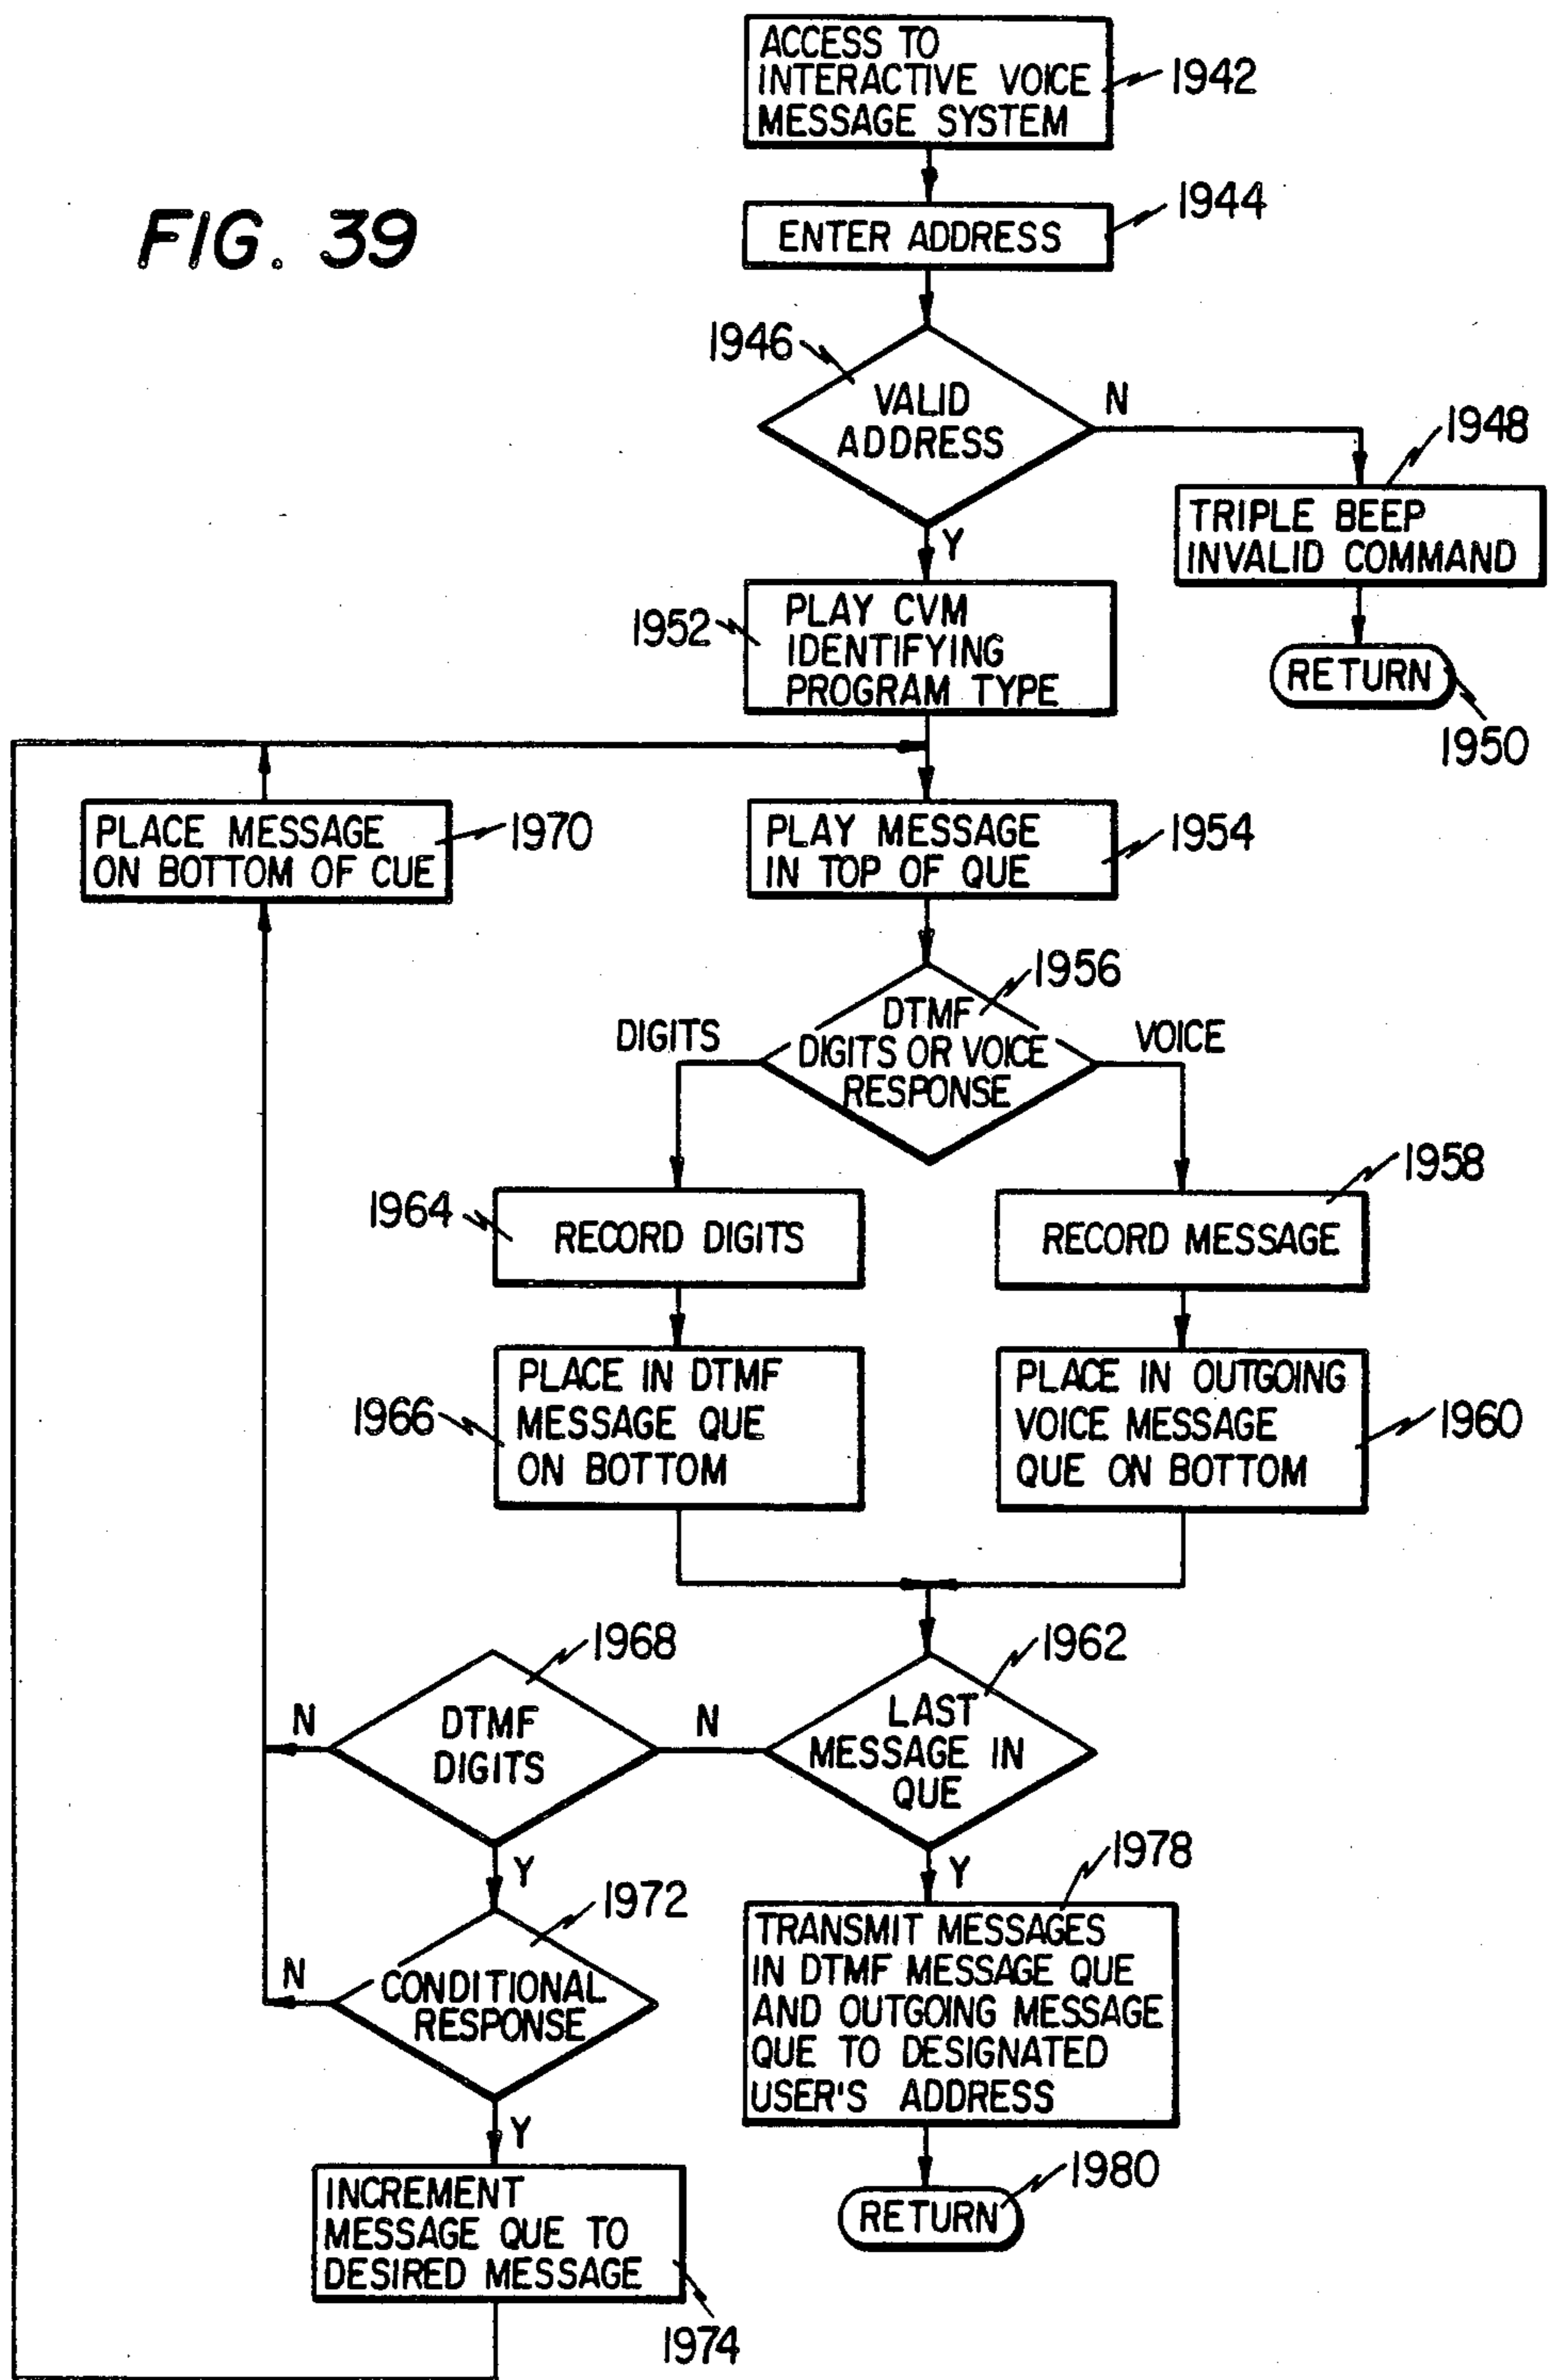 FIG. 39
ACCESS TO
INTERACTIVE VOICE
MESSAGE SYSTEM
1942
ENTER ADDRESS
1944
1946
VALID
ADDRESS
N
Y
1948
TRIPLE BEEP
INVALID COMMAND
RETURN
1950
1952
PLAY CVM
IDENTIFYING
PROGRAM TYPE
PLACE MESSAGE
ON BOTTOM OF CUE
1970
PLAY MESSAGE
IN TOP OF QUE
1954
1956
DTMF
DIGITS OR VOICE
RESPONSE
DIGITS
VOICE
1964
RECORD DIGITS
1958
RECORD MESSAGE
1966
PLACE IN DTMF
MESSAGE QUE
ON BOTTOM
PLACE IN OUTGOING
VOICE MESSAGE
QUE ON BOTTOM
1960
1968
DTMF
DIGITS
N
Y
N
1962
LAST
MESSAGE IN
QUE
Y
1972
CONDITIONAL
RESPONSE
N
Y
1978
TRANSMIT MESSAGES
IN DTMF MESSAGE QUE
AND OUTGOING MESSAGE
QUE TO DESIGNATED
USER'S ADDRESS
INCREMENT
MESSAGE QUE TO
DESIRED MESSAGE
1974
1980
RETURN